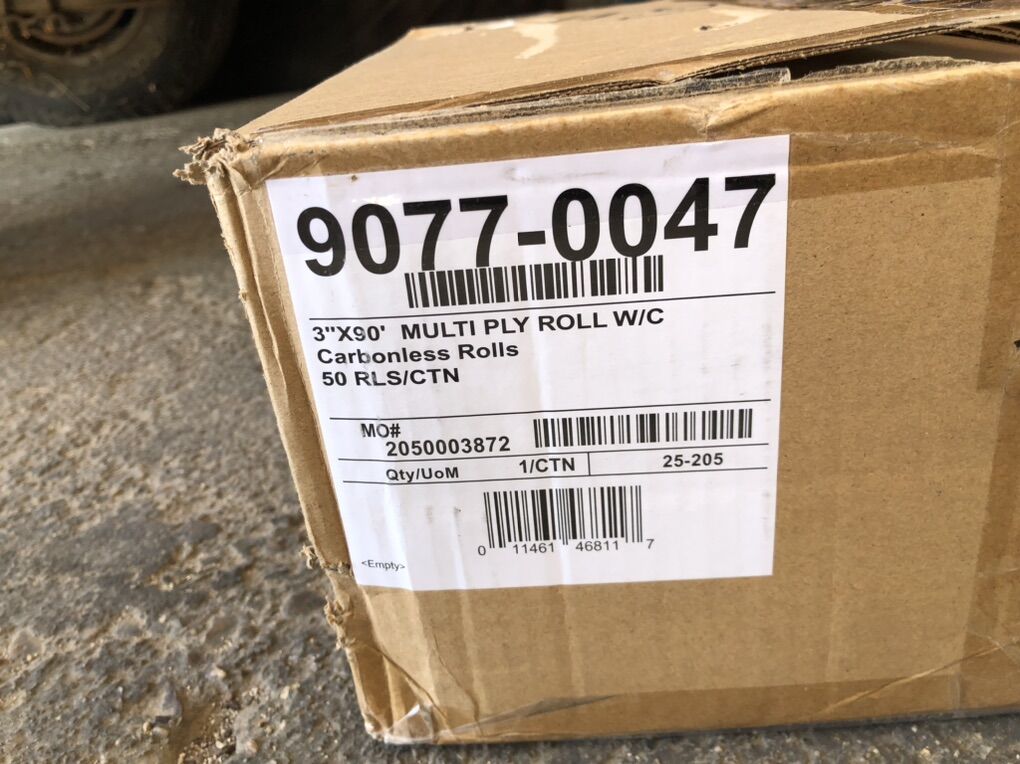 9077-0047
3"X90' MULTI PLY ROLL W/C
Carbonless Rolls
50 RLS/CTN
MO#
2050003872
Qty/UoM 1/CTN 25-205
0 11461 46811 7
<Empty>